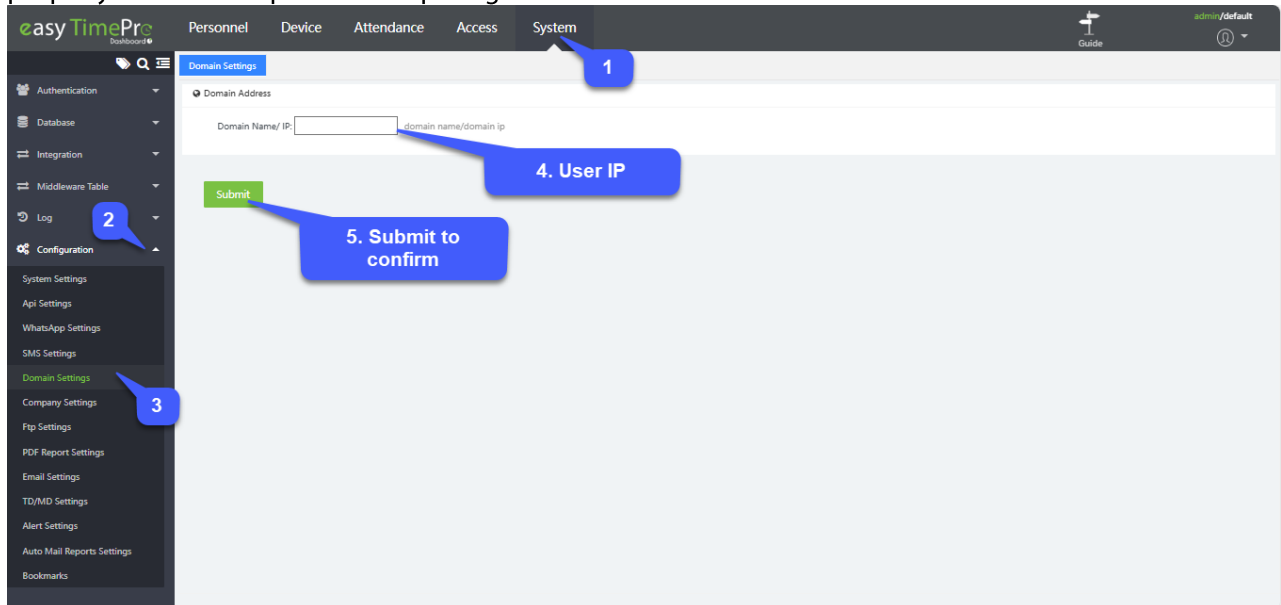 easy TimePro
Dashboard
Personnel Device Attendance Access System
Guide
admin/default
Domain Settings
1
Authentication
Domain Address
Database
Domain Name/ IP: domain name/domain ip
Integration
4. User IP
Middleware Table
Submit
Log
2
5. Submit to
confirm
Configuration
System Settings
Api Settings
WhatsApp Settings
SMS Settings
Domain Settings
3
Company Settings
Ftp Settings
PDF Report Settings
Email Settings
TD/MD Settings
Alert Settings
Auto Mail Reports Settings
Bookmarks